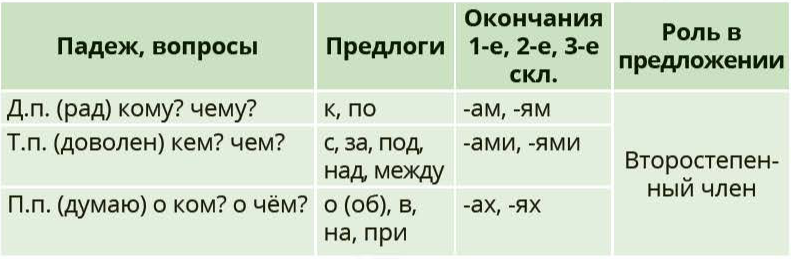 Падеж, вопросы
Предлоги
Окончания
1-е, 2-е, 3-е
скл.
Роль в
предложении
Д.п. (рад) кому? чему?
к, по
-ам, -ям
Т.п. (доволен) кем? чем?
с, за, под,
над, между
-ами, -ями
П.п. (думаю) о ком? о чём?
о (об), в,
на, при
-ах, -ях
Второстепен-
ный член